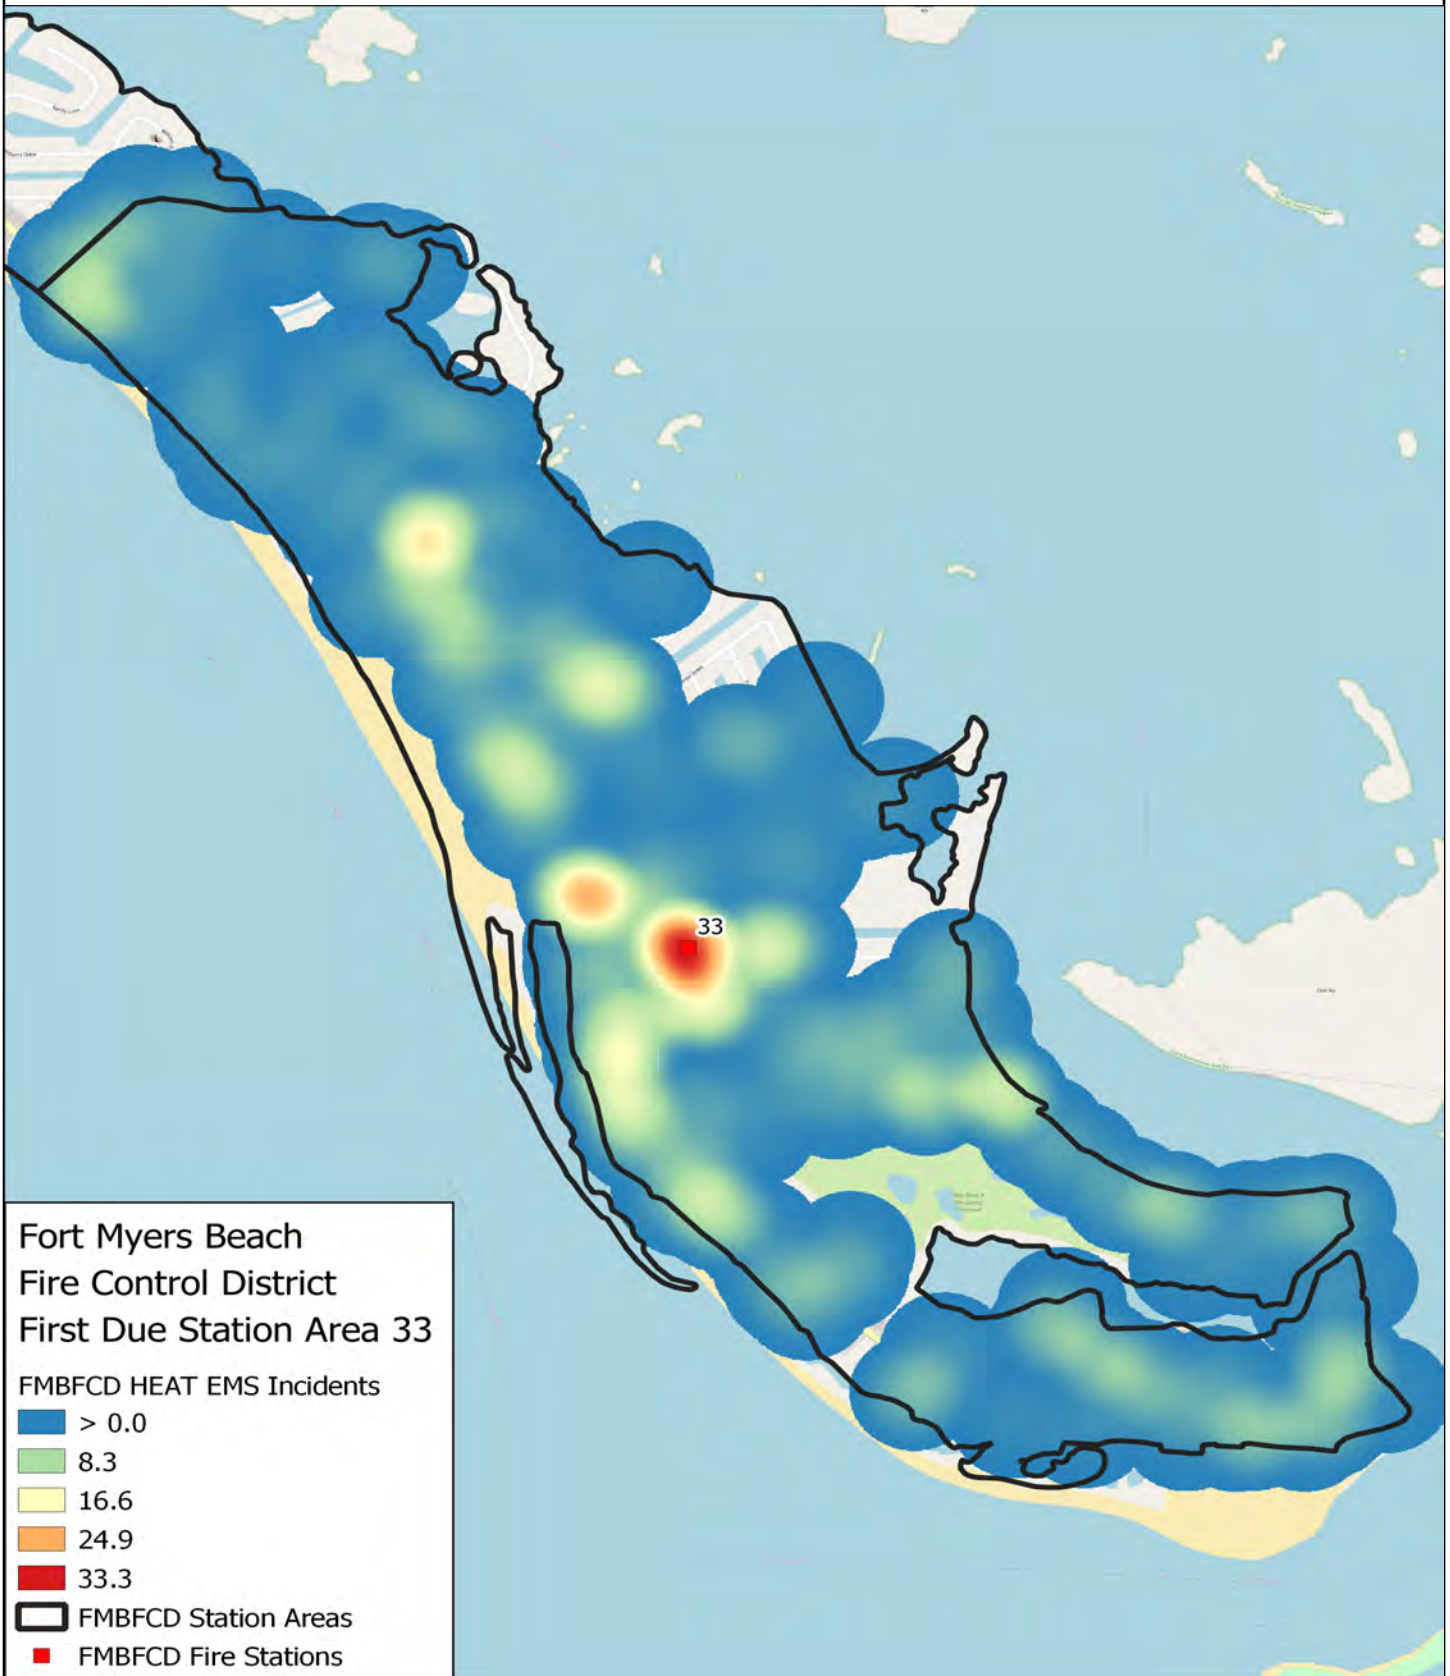 33
Fort Myers Beach
Fire Control District
First Due Station Area 33
FMBFCD HEAT EMS Incidents
> 0.0
8.3
16.6
24.9
33.3
FMBFCD Station Areas
FMBFCD Fire Stations